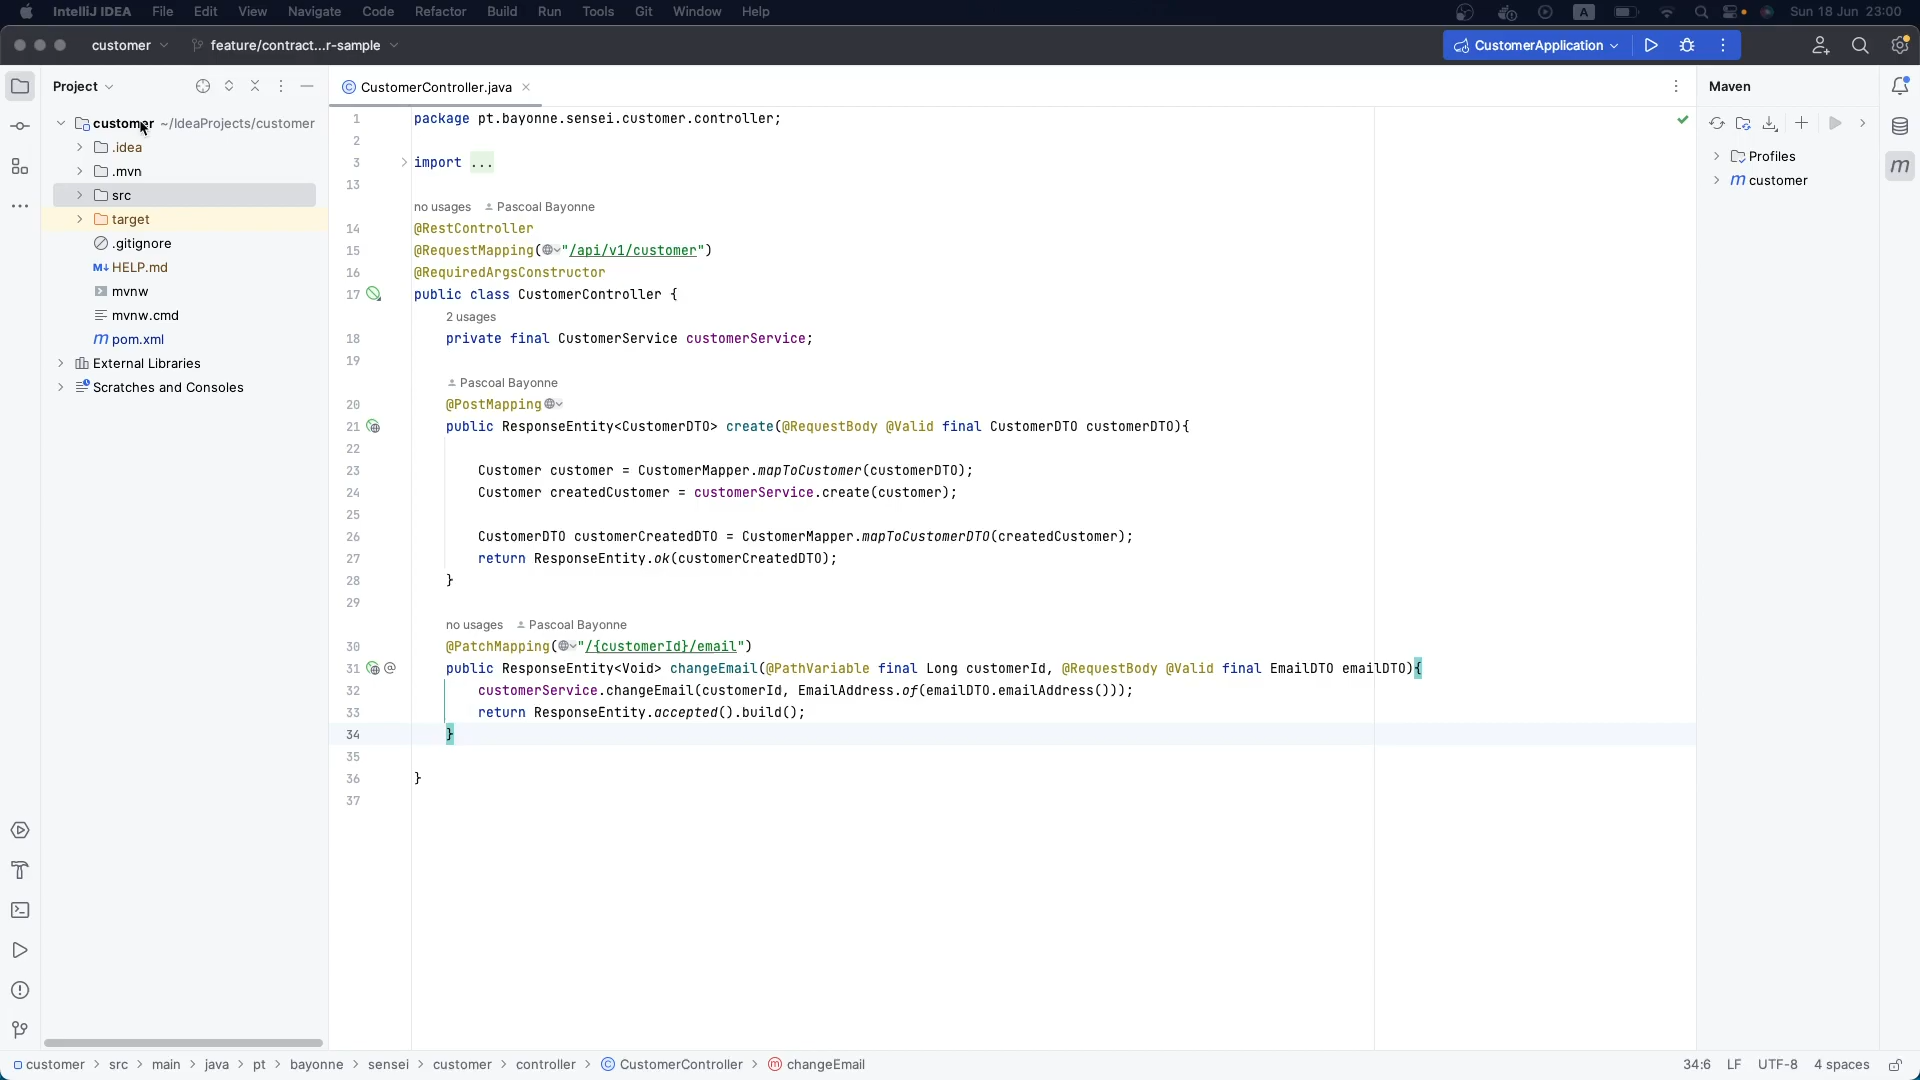 IntelliJ IDEA File Edit View Navigate Code Refactor Build Run Tools Git Window Help A Sun 18 Jun 23:00
customer feature/contract...r-sample CustomerApplication
Project
customer ~/IdeaProjects/customer
.idea
.mvn
src
target
.gitignore
M↓ HELP.md
mvnw
mvnw.cmd
m pom.xml
External Libraries
Scratches and Consoles
CustomerController.java
1 package pt.bayonne.sensei.customer.controller;
2
3 import ...
13
no usages Pascoal Bayonne
14 @RestController
15 @RequestMapping("/api/v1/customer")
16 @RequiredArgsConstructor
17 public class CustomerController {
2 usages
18 private final CustomerService customerService;
19
Pascoal Bayonne
20 @PostMapping
21 public ResponseEntity<CustomerDTO> create(@RequestBody @Valid final CustomerDTO customerDTO){
22
23 Customer customer = CustomerMapper.mapToCustomer(customerDTO);
24 Customer createdCustomer = customerService.create(customer);
25
26 CustomerDTO customerCreatedDTO = CustomerMapper.mapToCustomerDTO(createdCustomer);
27 return ResponseEntity.ok(customerCreatedDTO);
28 }
29
no usages Pascoal Bayonne
30 @PatchMapping("/{customerId}/email")
31 public ResponseEntity<Void> changeEmail(@PathVariable final Long customerId, @RequestBody @Valid final EmailDTO emailDTO){
32 customerService.changeEmail(customerId, EmailAddress.of(emailDTO.emailAddress()));
33 return ResponseEntity.accepted().build();
34 }
35
36 }
37
Maven
Profiles
m customer
customer > src > main > java > pt > bayonne > sensei > customer > controller > CustomerController > changeEmail 34:6 LF UTF-8 4 spaces